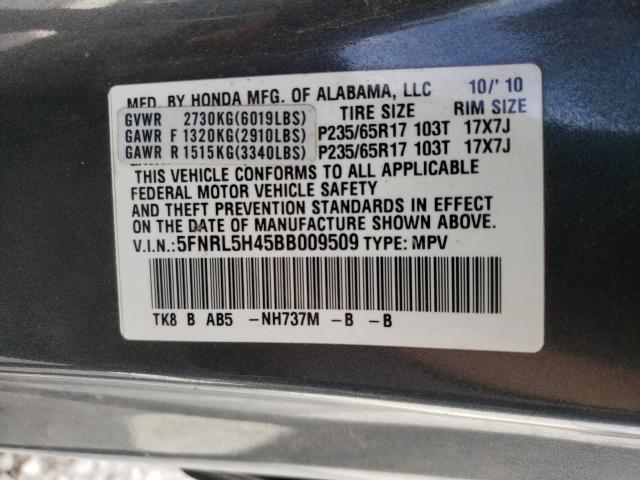 MFD. BY HONDA MFG. OF ALABAMA, LLC 10/'10
GVWR 2730KG(6019LBS) TIRE SIZE RIM SIZE
GAWR F 1320KG(2910LBS) P235/65R17 103T 17X7J
GAWR R 1515KG(3340LBS) P235/65R17 103T 17X7J
THIS VEHICLE CONFORMS TO ALL APPLICABLE
FEDERAL MOTOR VEHICLE SAFETY
AND THEFT PREVENTION STANDARDS IN EFFECT
ON THE DATE OF MANUFACTURE SHOWN ABOVE.
V.I.N.:5FNRL5H45BB009509 TYPE: MPV
TK8 B AB5 -NH737M -B -B